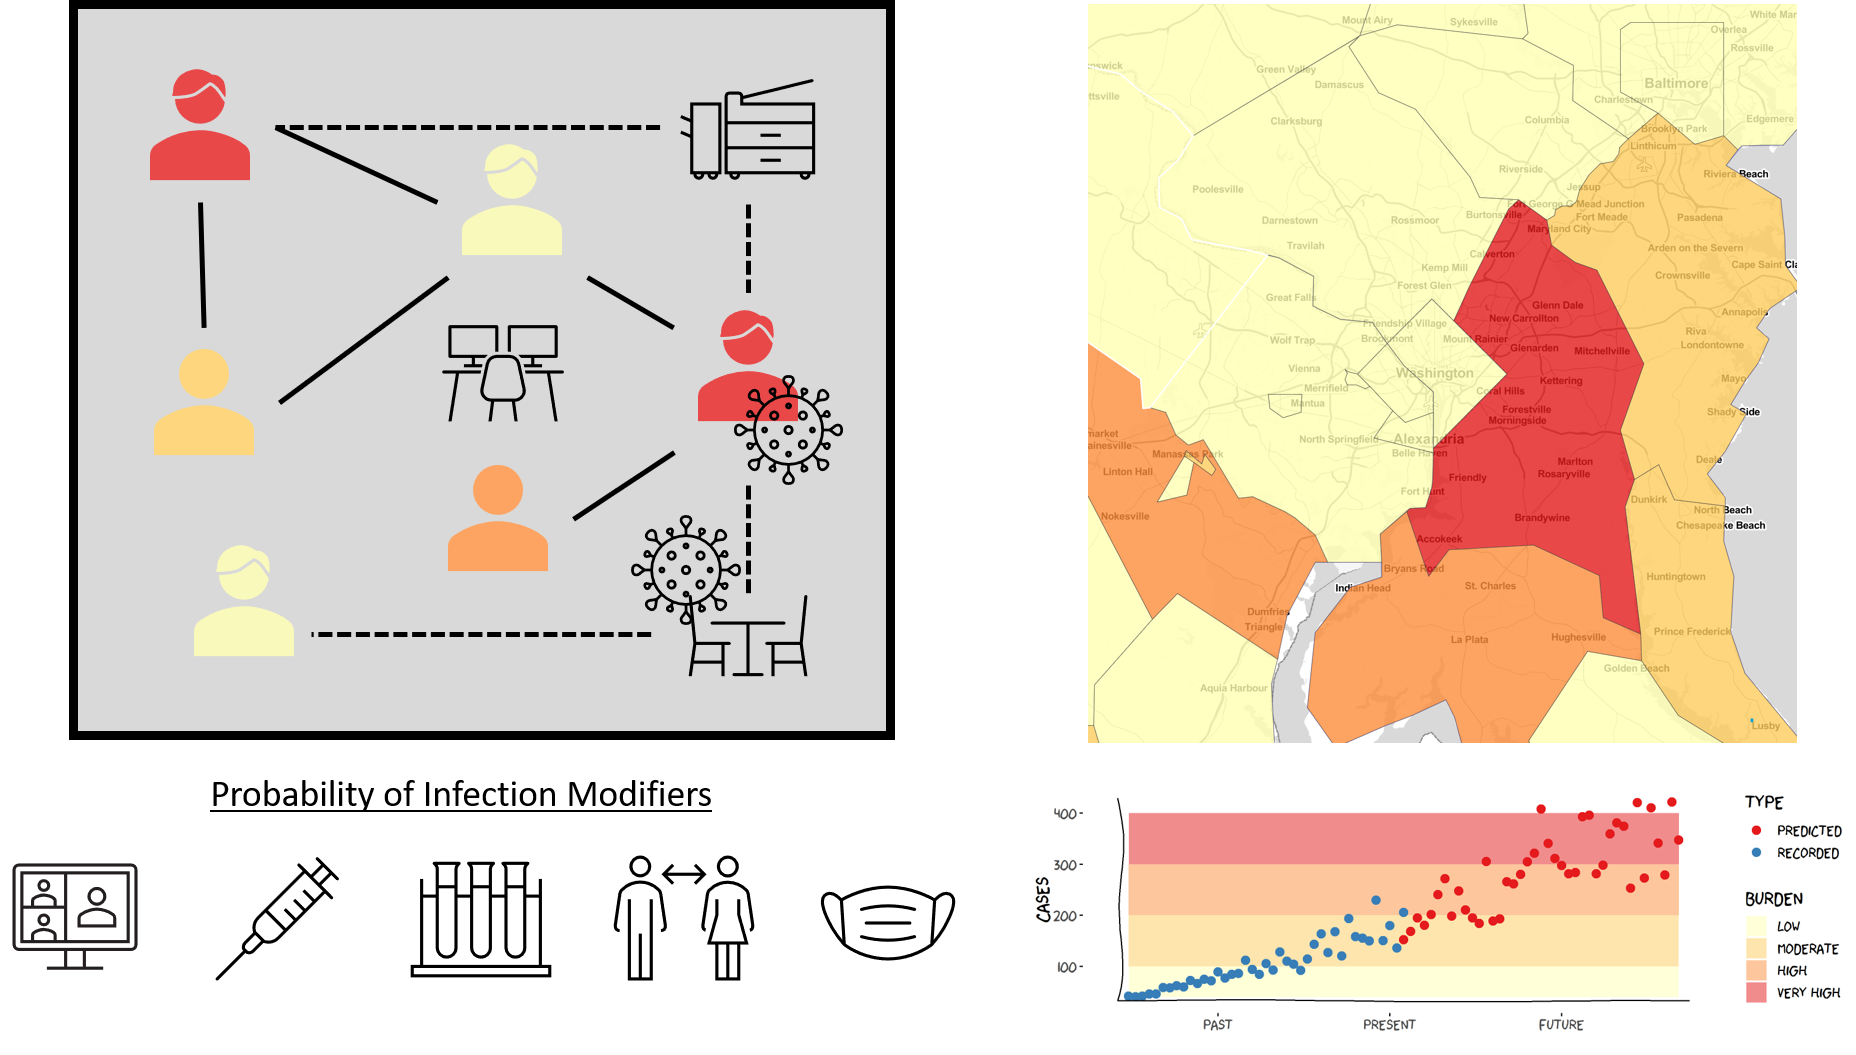 Probability of Infection Modifiers
Mount Airy
Sykesville
White Mar
Overlea
Rossville
nswick
Green Valley
Damascus
Baltimore
ttsville
Charlestown
Clarksburg
Columbia
Edgemere
Brooklyn Park
Linthicum
Riverside
Riviera Beach
Poolesville
Jessup
Fort George G Mead Junction
Darnestown
Rossmoor
Burtonsville
Fort Meade
Pasadena
Maryland City
Travilah
Calverton
Arden on the Severn
Kemp Mill
Cape Saint Cla
Forest Glen
Crownsville
Great Falls
Glenn Dale
Annapolis
New Carrollton
Friendship Village
Riva
Wolf Trap
Brookmont
Mount Rainier
Glenarden
Mitchellville
Londontowne
Vienna
Washington
Mayo
Merrifield
Kettering
Mantua
Coral Hills
Forestville
Shady Side
Morningside
market
ainesville
North Springfield
Alexandria
Belle Haven
Manassas Park
Deale
Linton Hall
Marlton
Rosaryville
Friendly
Fort Hunt
Dunkirk
North Beach
Nokesville
Brandywine
Chesapeake Beach
Accokeek
Bryans Road
Huntingtown
Indian Head
St. Charles
Dumfries
Triangle
La Plata
Hughesville
Prince Frederick
Golden Beach
Aquia Harbour
Lusby
CASES
400
300
200
100
PAST
PRESENT
FUTURE
TYPE
PREDICTED
RECORDED
BURDEN
LOW
MODERATE
HIGH
VERY HIGH